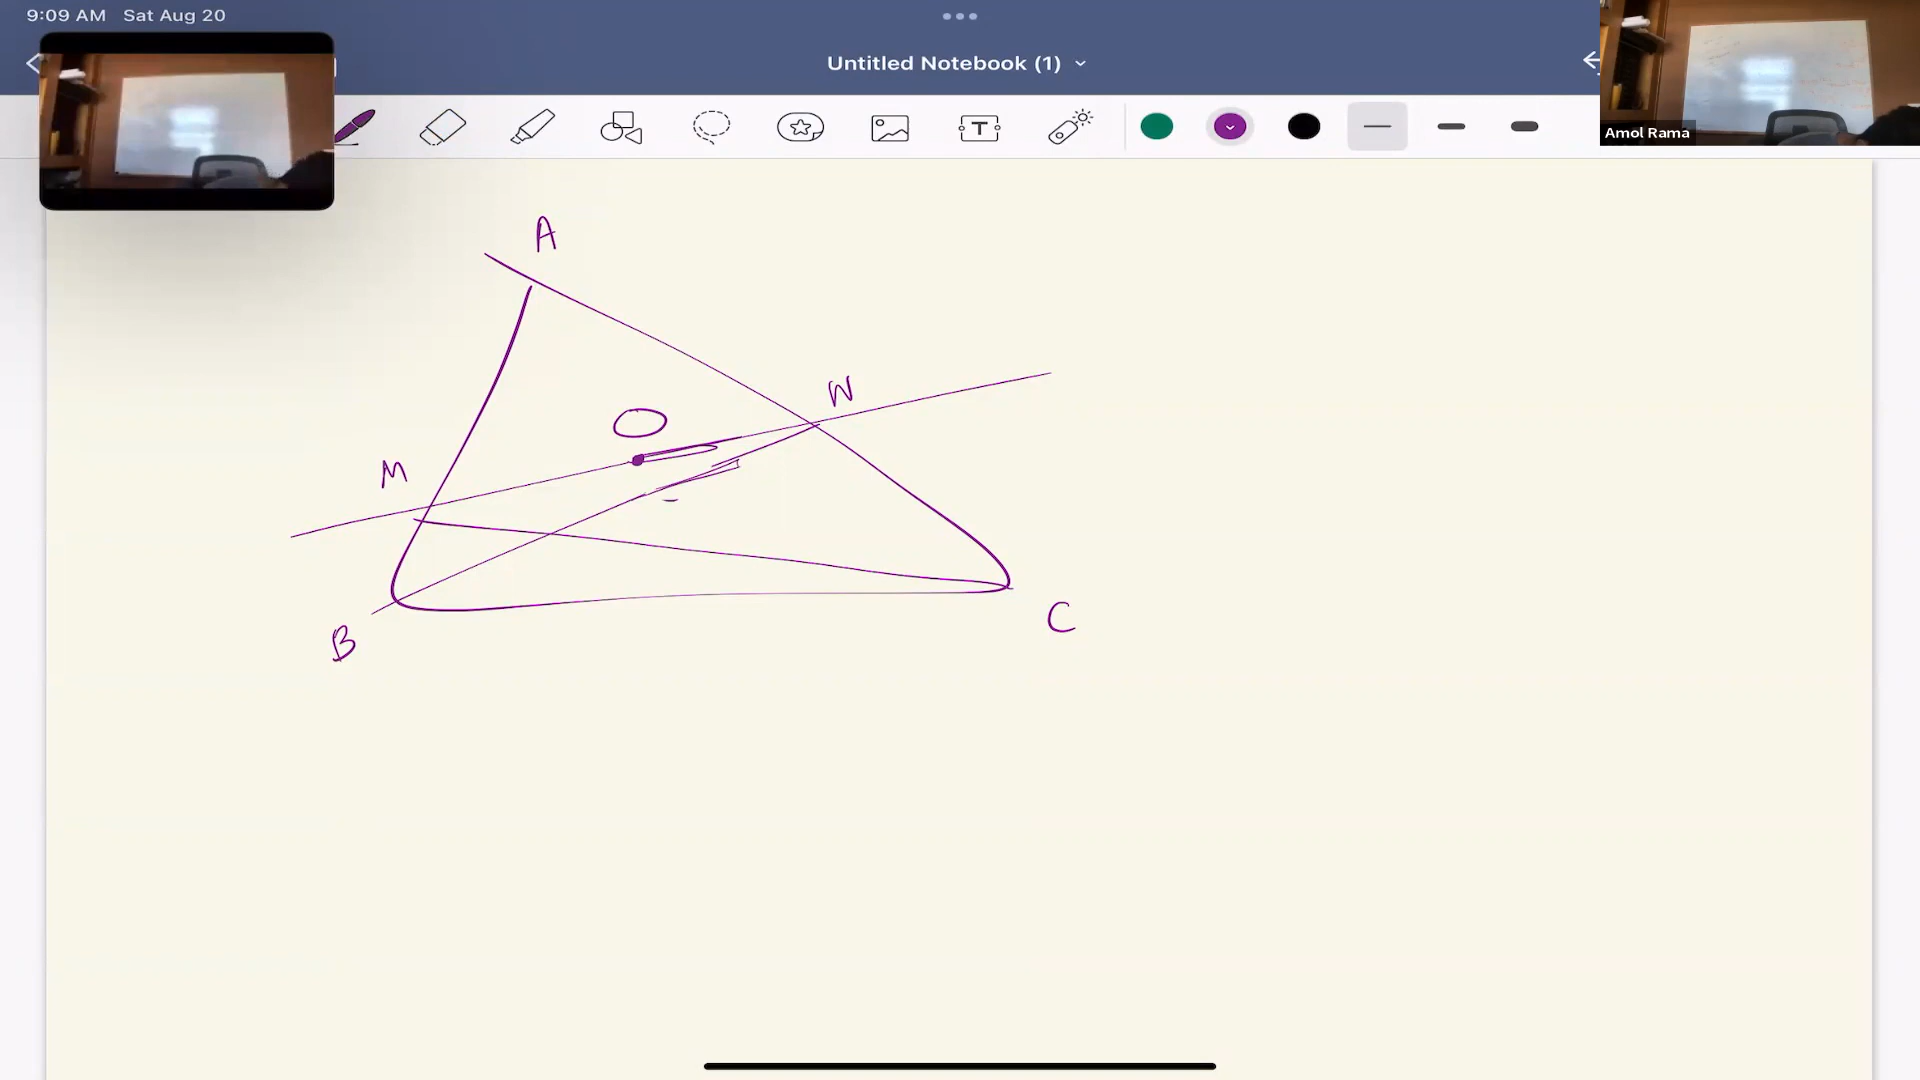 9:09 AM Sat Aug 20
Untitled Notebook (1)
T
Amol Rama
A
N
O
M
B
C